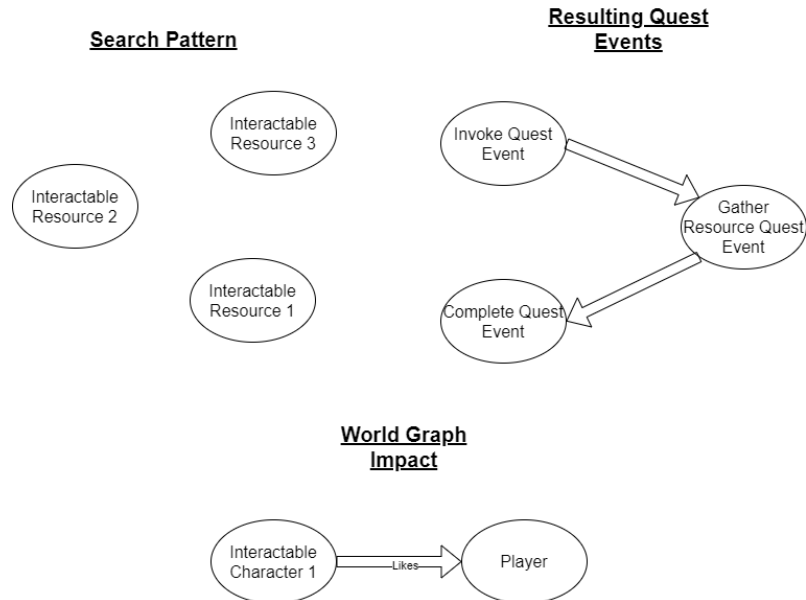 Search Pattern
Resulting Quest
Events
Interactable
Resource 3
Interactable
Resource 2
Interactable
Resource 1
Invoke Quest
Event
Gather
Resource Quest
Event
Complete Quest
Event
World Graph
Impact
Interactable
Character 1
Likes
Player